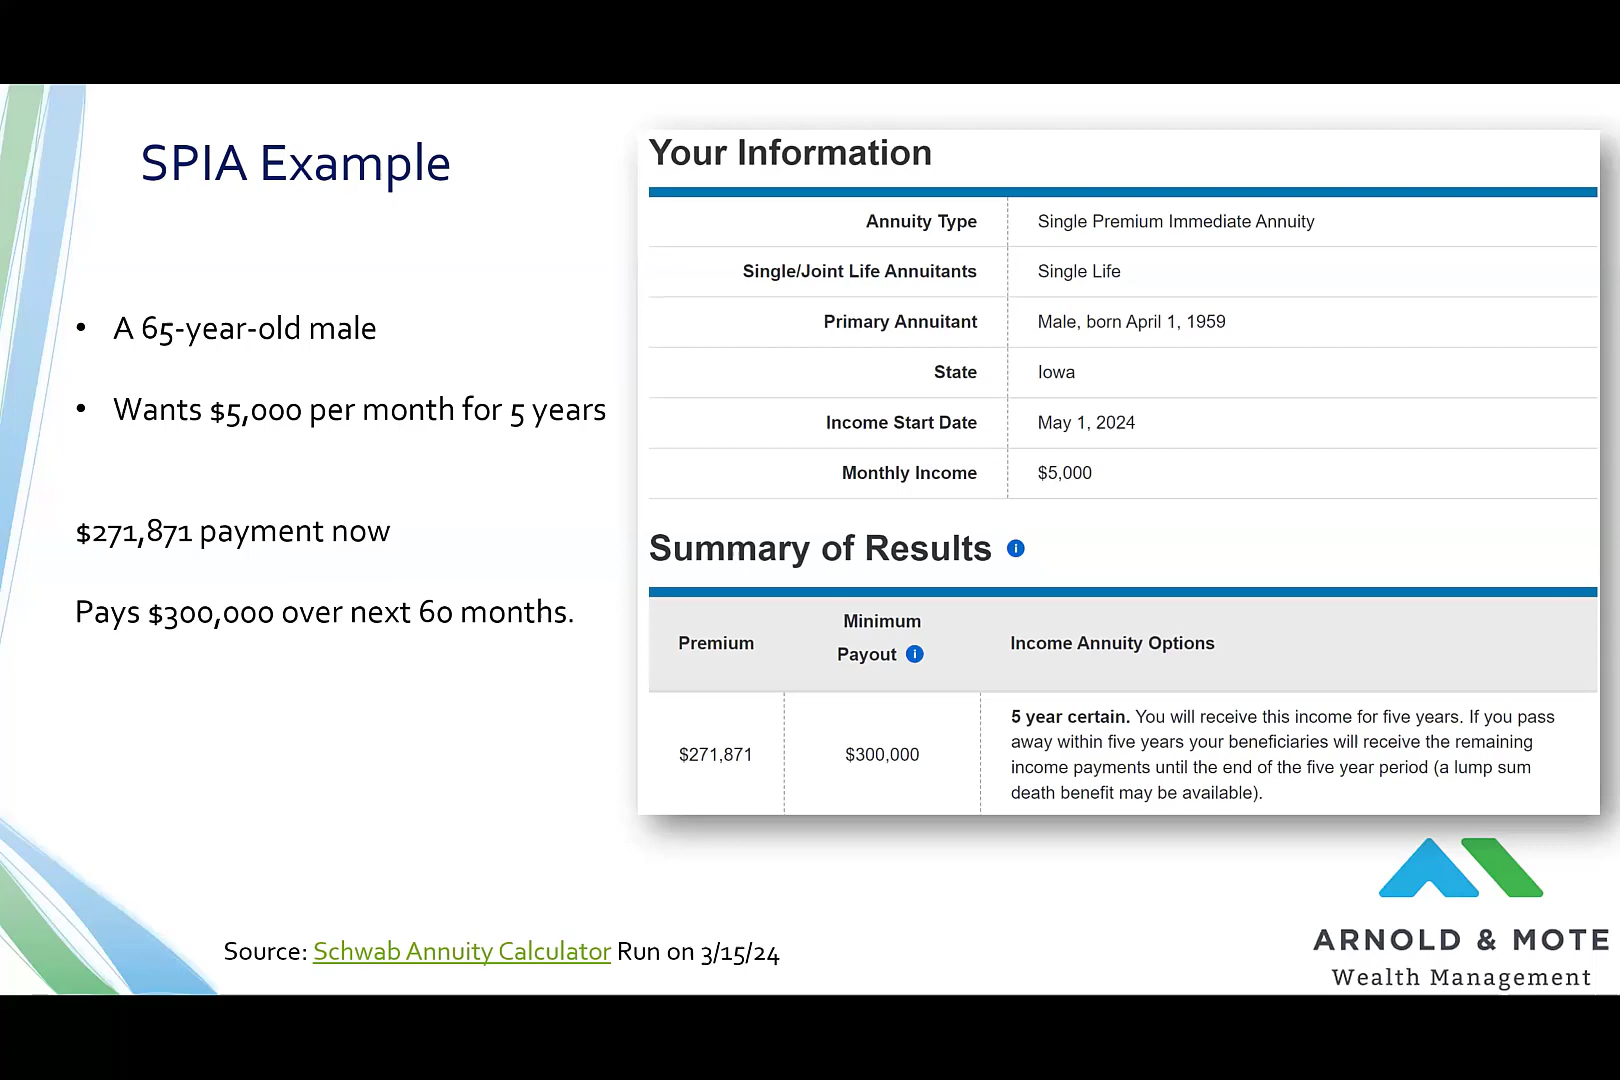 SPIA Example
• A 65-year-old male
• Wants $5,000 per month for 5 years
$271,871 payment now
Pays $300,000 over next 60 months.
Your Information
Annuity Type Single Premium Immediate Annuity
Single/Joint Life Annuitants Single Life
Primary Annuitant Male, born April 1, 1959
State Iowa
Income Start Date May 1, 2024
Monthly Income $5,000
Summary of Results i
Premium
Minimum
Payout i
Income Annuity Options
$271,871
$300,000
5 year certain. You will receive this income for five years. If you pass
away within five years your beneficiaries will receive the remaining
income payments until the end of the five year period (a lump sum
death benefit may be available).
Source: Schwab Annuity Calculator Run on 3/15/24
ARNOLD & MOTE
Wealth Management